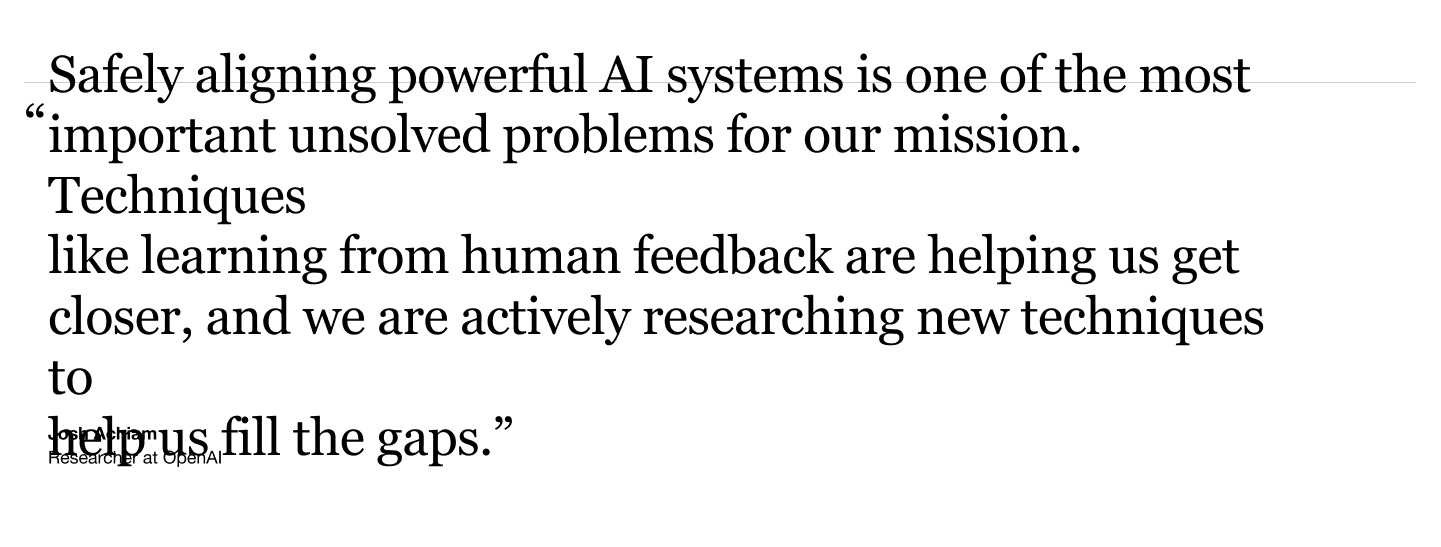 Safely aligning powerful AI systems is one of the most
“important unsolved problems for our mission.
Techniques
like learning from human feedback are helping us get
closer, and we are actively researching new techniques
to
help us fill the gaps.”
Josh Achiam
Researcher at OpenAI